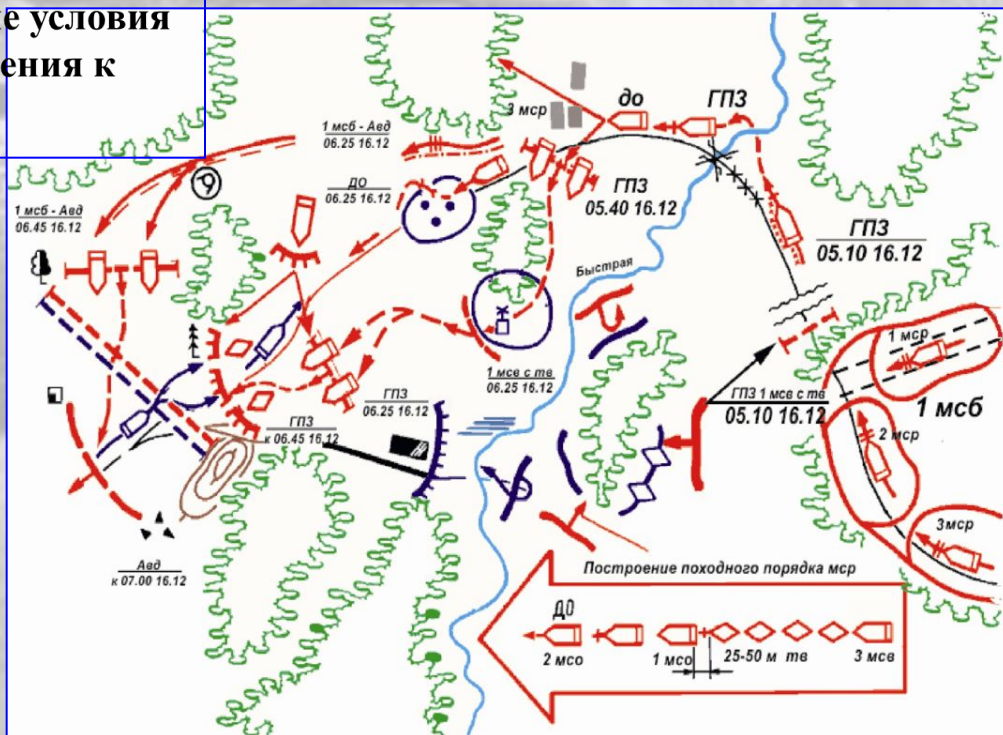 е условия
ения к
3 мср
до
ГПЗ
1 мсб - Авд
06.25 16.12
ДО
06.25 16.12
ГПЗ
05.40 16.12
1 мсб - Авд
06.45 16.12
ГПЗ
05.10 16.12
Быстрая
1 мср
1 мсв с тв
06.25 16.12
ГПЗ 1 мсв с тв
05.10 16.12
1 мсб
2 мср
ГПЗ
06.25 16.12
ГПЗ
к 06.45 16.12
3мср
Авд
к 07.00 16.12
Построение походного порядка мср
ДО
2 мсо
1 мсо
25-50 м тв
3 мсв